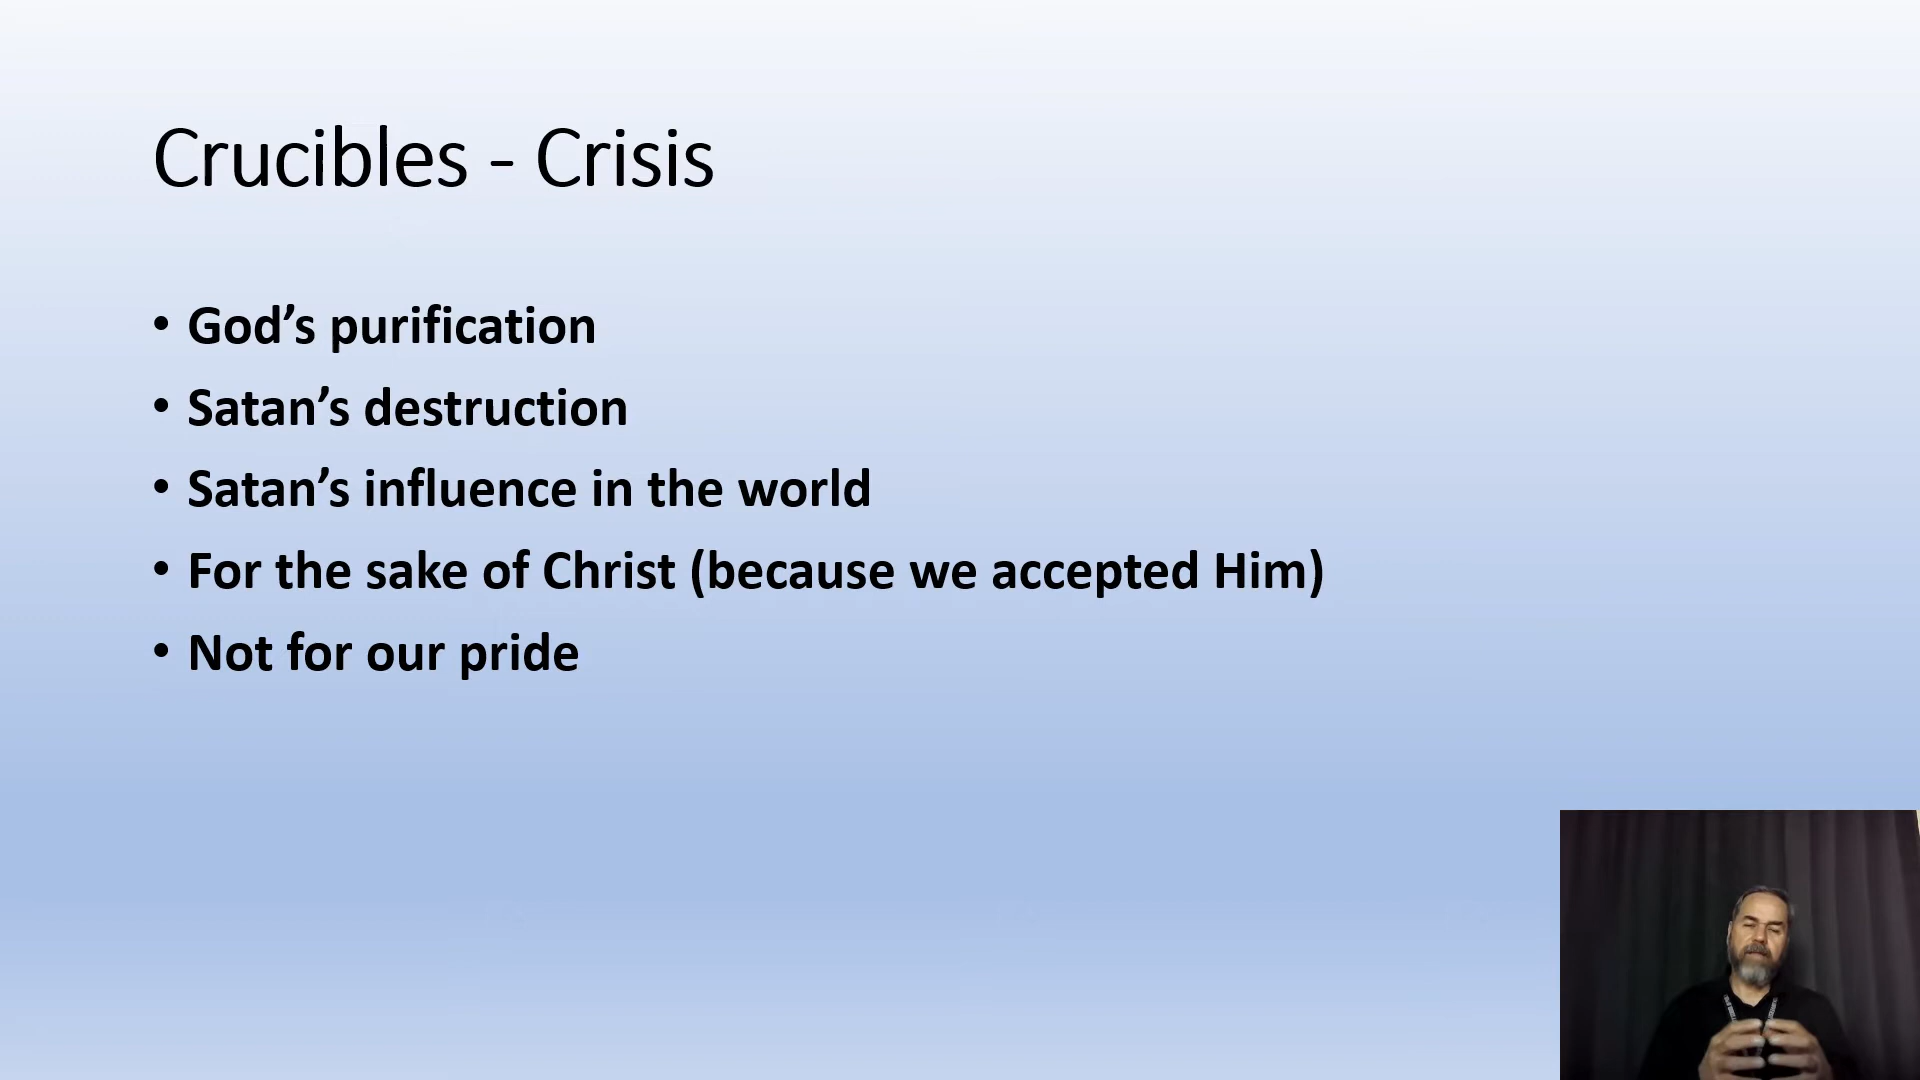 Crucibles - Crisis
• God’s purification
• Satan’s destruction
• Satan’s influence in the world
• For the sake of Christ (because we accepted Him)
• Not for our pride